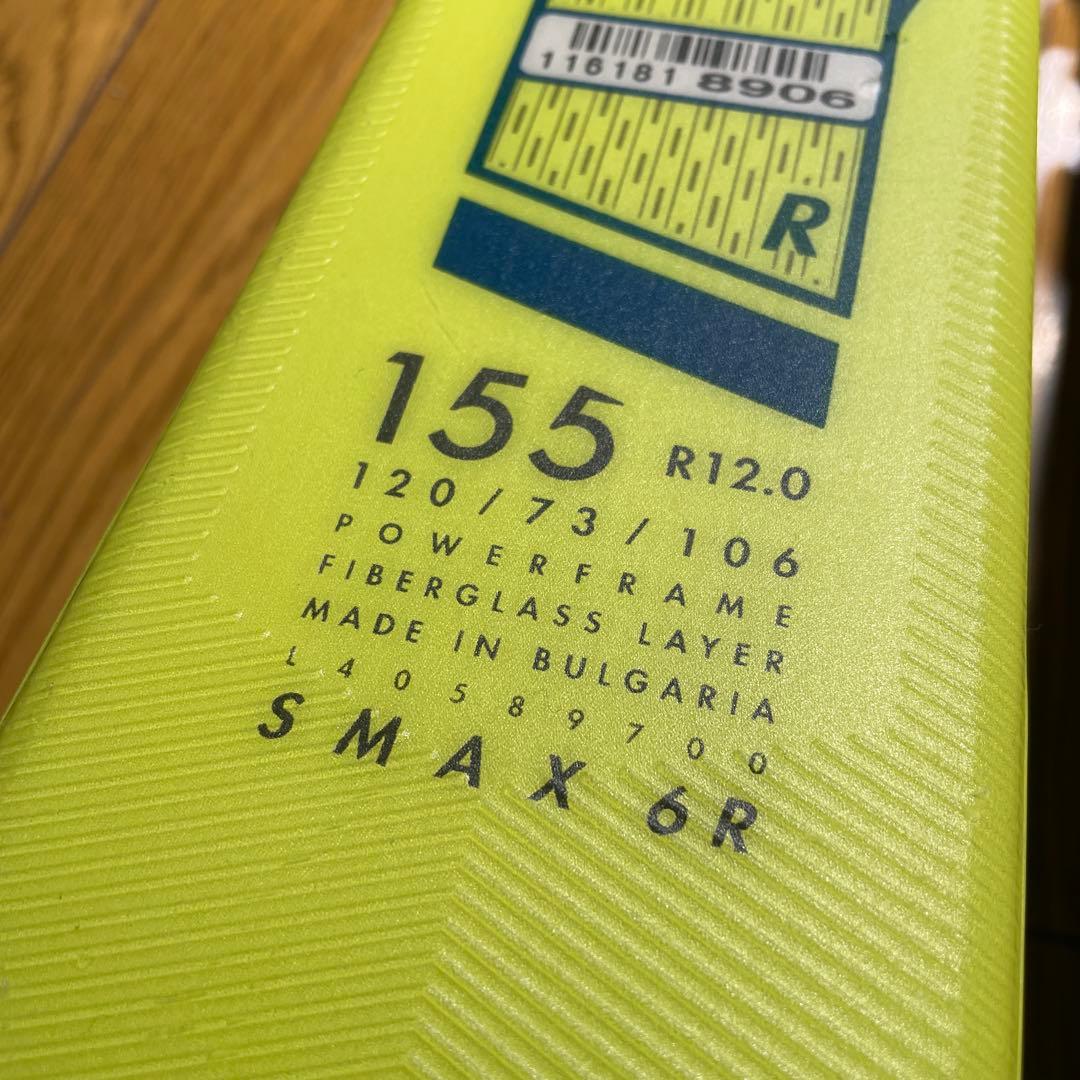 116181 8906
R
155 R12.0
120/73/106
POWERFRAME
FIBERGLASS LAYER
MADE IN BULGARIA
L40589700
SMAX 6R